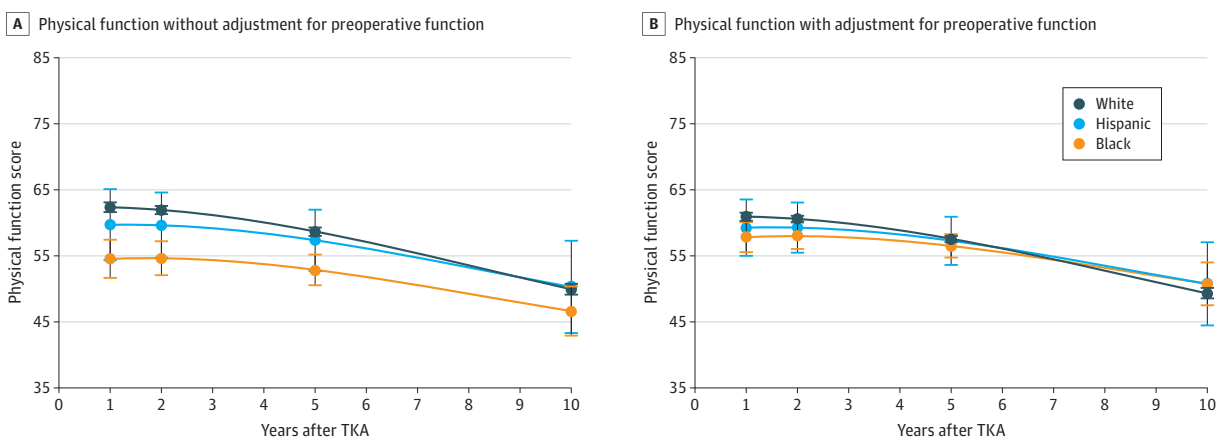 A Physical function without adjustment for preoperative function
85
75
65
55
45
35
Physical function score
0 1 2 3 4 5 6 7 8 9 10
Years after TKA
B Physical function with adjustment for preoperative function
85
75
65
55
45
35
Physical function score
White
Hispanic
Black
0 1 2 3 4 5 6 7 8 9 10
Years after TKA